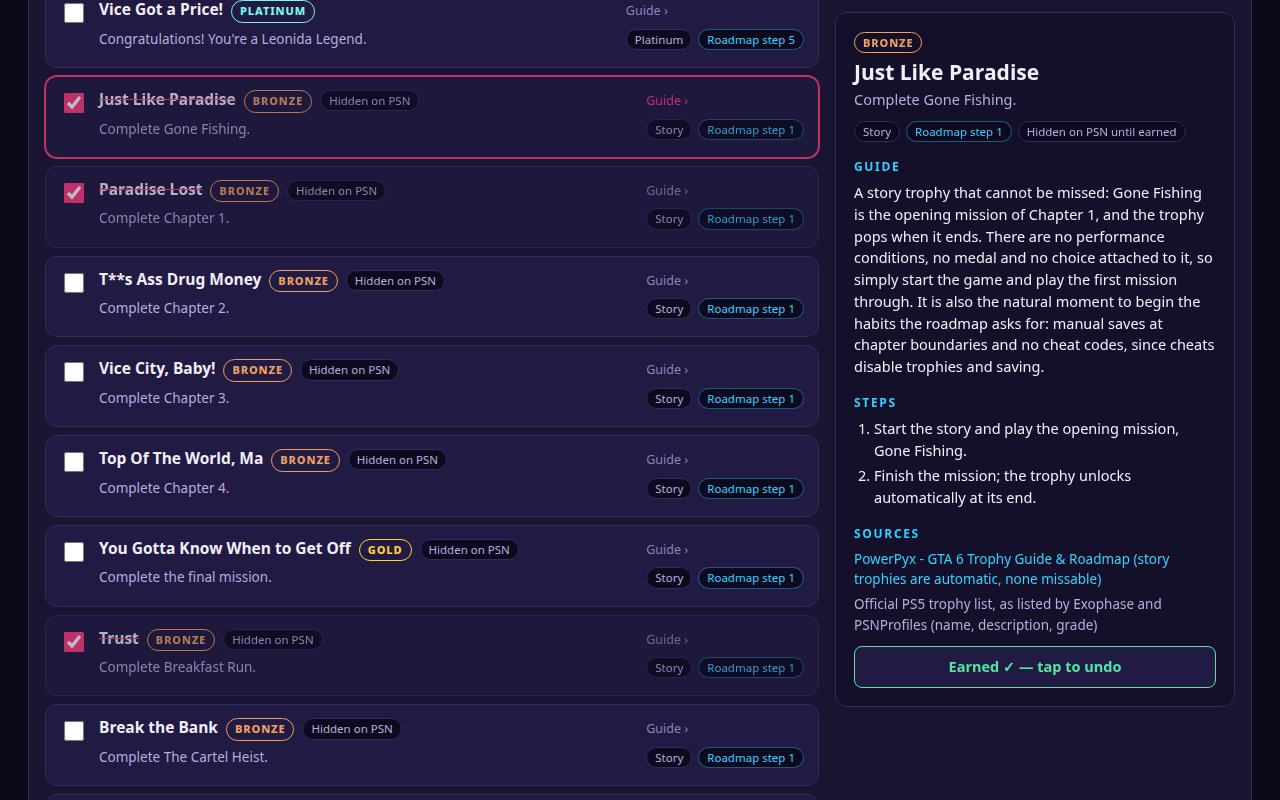 Vice Got a Price! PLATINUM Guide ›
Congratulations! You're a Leonida Legend. Platinum Roadmap step 5
Just Like Paradise BRONZE Hidden on PSN Guide ›
Complete Gone Fishing. Story Roadmap step 1
Paradise Lost BRONZE Hidden on PSN Guide ›
Complete Chapter 1. Story Roadmap step 1
T**s Ass Drug Money BRONZE Hidden on PSN Guide ›
Complete Chapter 2. Story Roadmap step 1
Vice City, Baby! BRONZE Hidden on PSN Guide ›
Complete Chapter 3. Story Roadmap step 1
Top Of The World, Ma BRONZE Hidden on PSN Guide ›
Complete Chapter 4. Story Roadmap step 1
You Gotta Know When to Get Off GOLD Hidden on PSN Guide ›
Complete the final mission. Story Roadmap step 1
Trust BRONZE Hidden on PSN Guide ›
Complete Breakfast Run. Story Roadmap step 1
Break the Bank BRONZE Hidden on PSN Guide ›
Complete The Cartel Heist. Story Roadmap step 1
BRONZE
Just Like Paradise
Complete Gone Fishing.
Story Roadmap step 1 Hidden on PSN until earned
GUIDE
A story trophy that cannot be missed: Gone Fishing
is the opening mission of Chapter 1, and the trophy
pops when it ends. There are no performance
conditions, no medal and no choice attached to it, so
simply start the game and play the first mission
through. It is also the natural moment to begin the
habits the roadmap asks for: manual saves at
chapter boundaries and no cheat codes, since cheats
disable trophies and saving.
STEPS
1. Start the story and play the opening mission,
Gone Fishing.
2. Finish the mission; the trophy unlocks
automatically at its end.
SOURCES
PowerPyx - GTA 6 Trophy Guide & Roadmap (story
trophies are automatic, none missable)
Official PS5 trophy list, as listed by Exophase and
PSNProfiles (name, description, grade)
Earned ✓ — tap to undo